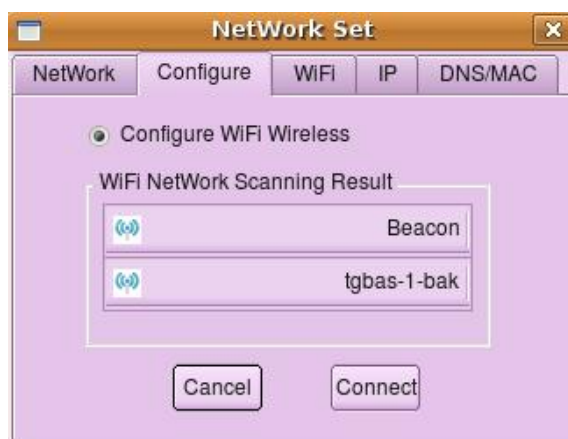 NetWork Set
NetWork Configure WiFi IP DNS/MAC
Configure WiFi Wireless
WiFi NetWork Scanning Result
Beacon
tgbas-1-bak
Cancel Connect